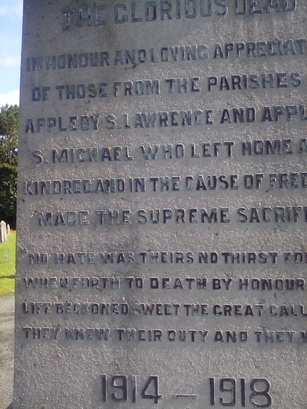 THE GLORIOUS DEAD
IN HONOUR AND LOVING APPRECIAT
OF THOSE FROM THE PARISHES
APPLEBY S. LAWRENCE AND APPL
S. MICHAEL WHO LEFT HOME A
KINDRED AND IN THE CAUSE OF FREE
MADE THE SUPREME SACRIF
NO HATE WAS THEIRS NO THIRST FO
WHEN FORTH TO DEATH BY HONOUR
LIFE BECKONED SWEET THE GREAT CALL
THEY KNEW THEIR DUTY AND THEY W
1914 — 1918